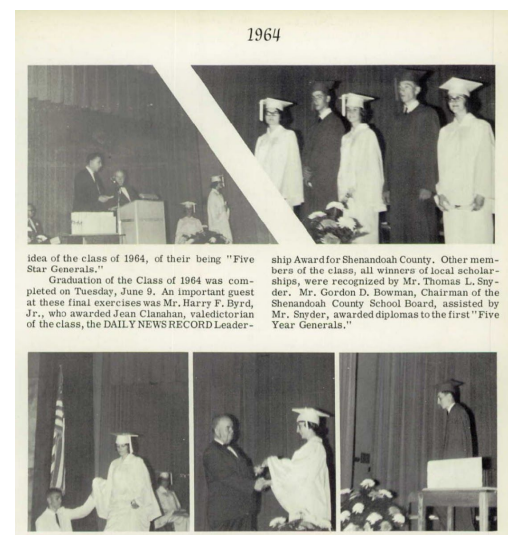 1964
idea of the class of 1964, of their being "Five
Star Generals."
Graduation of the Class of 1964 was com-
pleted on Tuesday, June 9. An important guest
at these final exercises was Mr. Harry F. Byrd,
Jr., who awarded Jean Clanahan, valedictorian
of the class, the DAILY NEWS RECORD Leader-
ship Award for Shenandoah County. Other mem-
bers of the class, all winners of local scholar-
ships, were recognized by Mr. Thomas L. Sny-
der. Mr. Gordon D. Bowman, Chairman of the
Shenandoah County School Board, assisted by
Mr. Snyder, awarded diplomas to the first "Five
Year Generals."